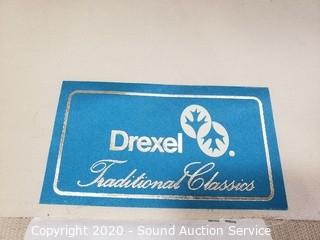 Drexel ®
Traditional Classics
Copyright 2020 - Sound Auction Service